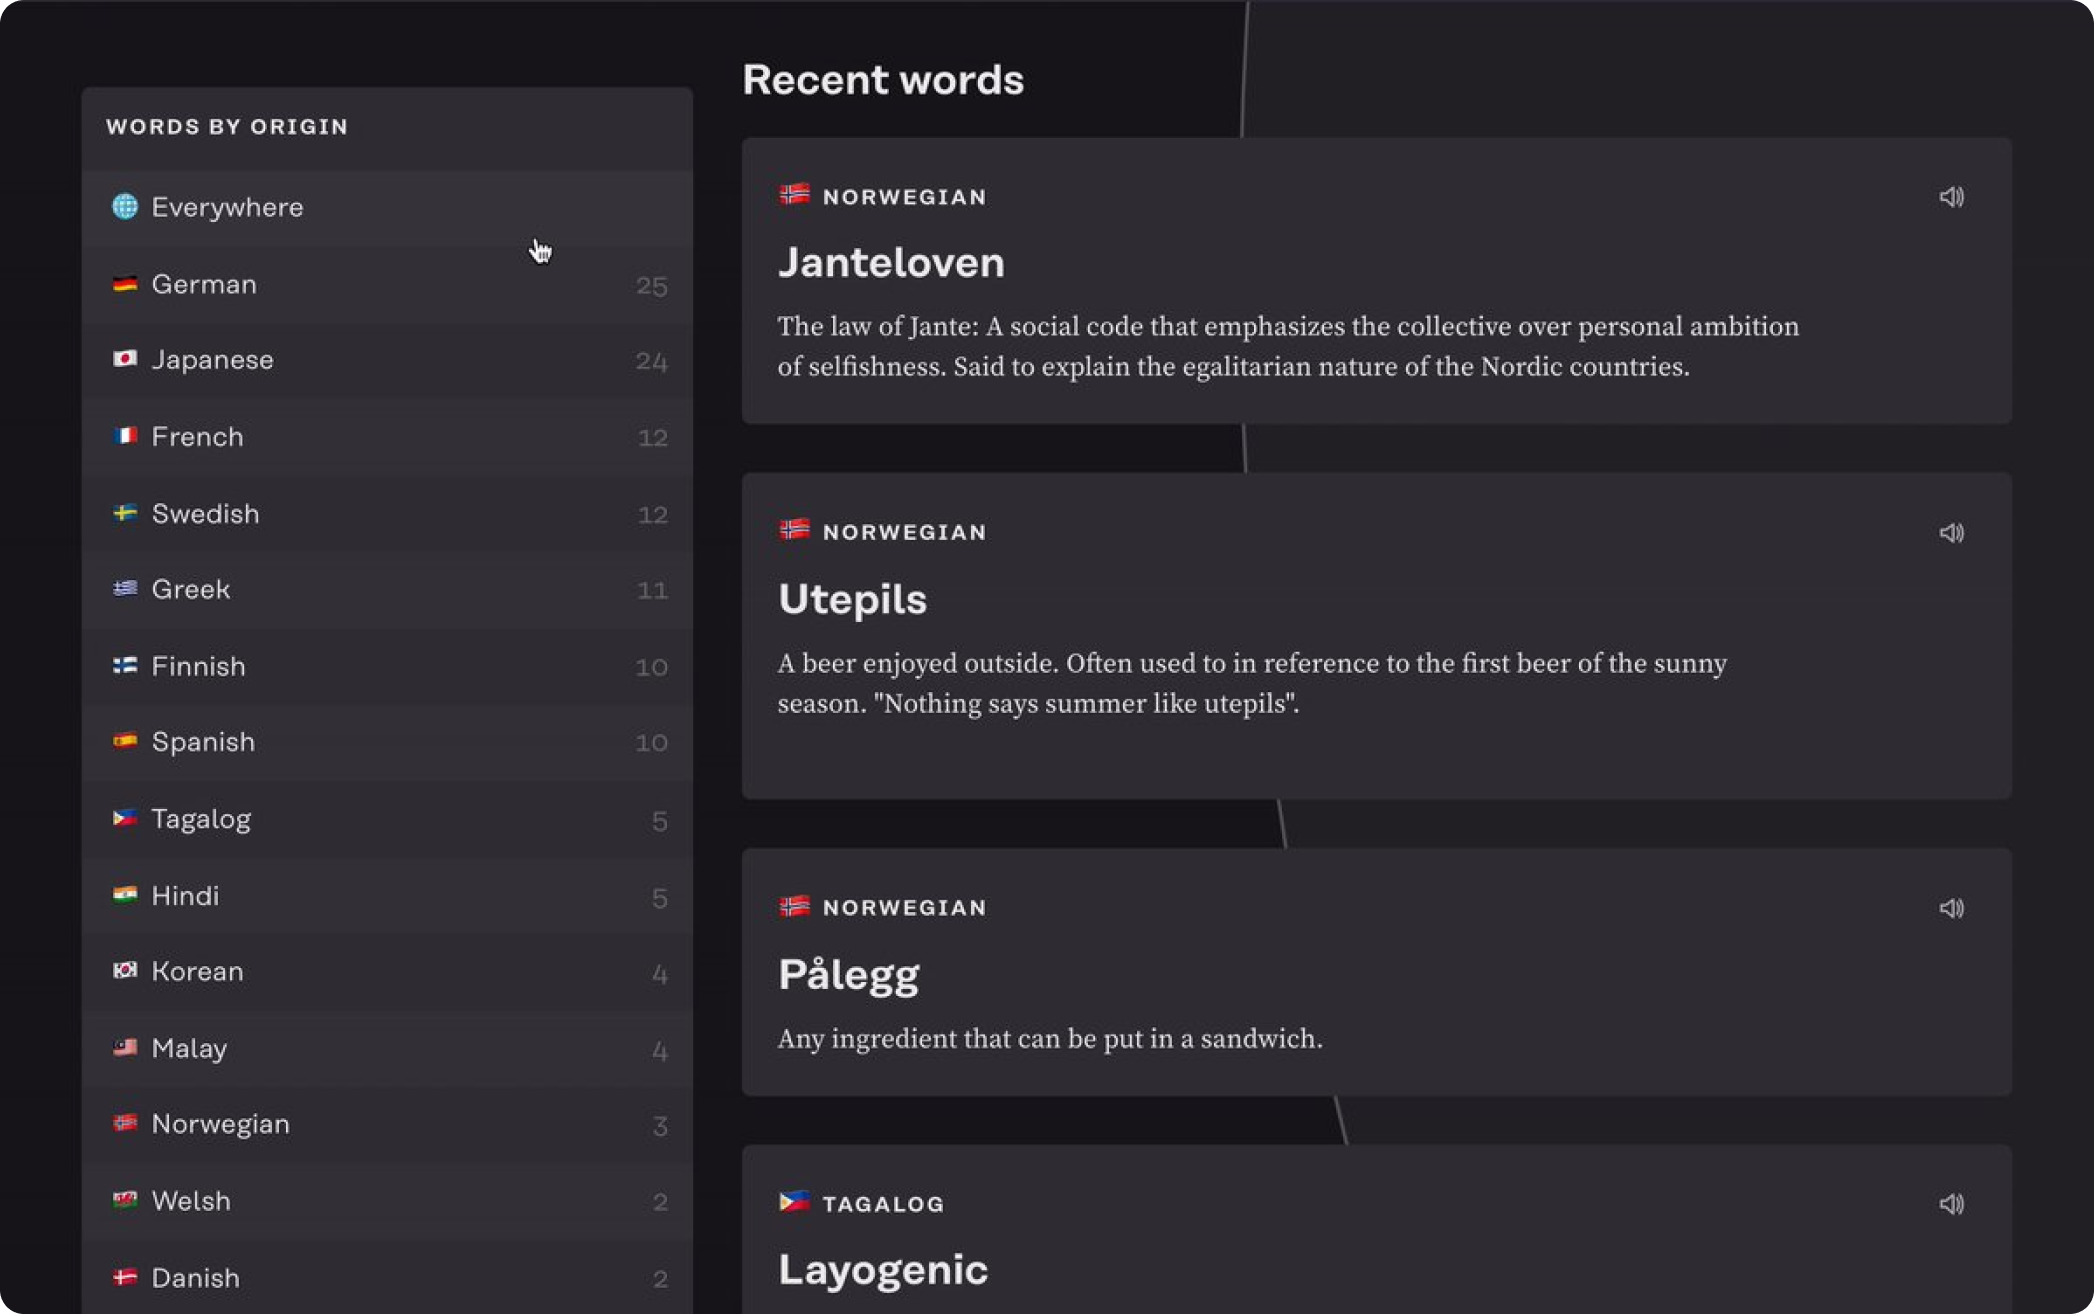 WORDS BY ORIGIN
Everywhere
German 25
Japanese 24
French 12
Swedish 12
Greek 11
Finnish 10
Spanish 10
Tagalog 5
Hindi 5
Korean 4
Malay 4
Norwegian 3
Welsh 2
Danish 2
Recent words
NORWEGIAN
Janteloven
The law of Jante: A social code that emphasizes the collective over personal ambition
of selfishness. Said to explain the egalitarian nature of the Nordic countries.
NORWEGIAN
Utepils
A beer enjoyed outside. Often used to in reference to the first beer of the sunny
season. "Nothing says summer like utepils".
NORWEGIAN
Pålegg
Any ingredient that can be put in a sandwich.
TAGALOG
Layogenic